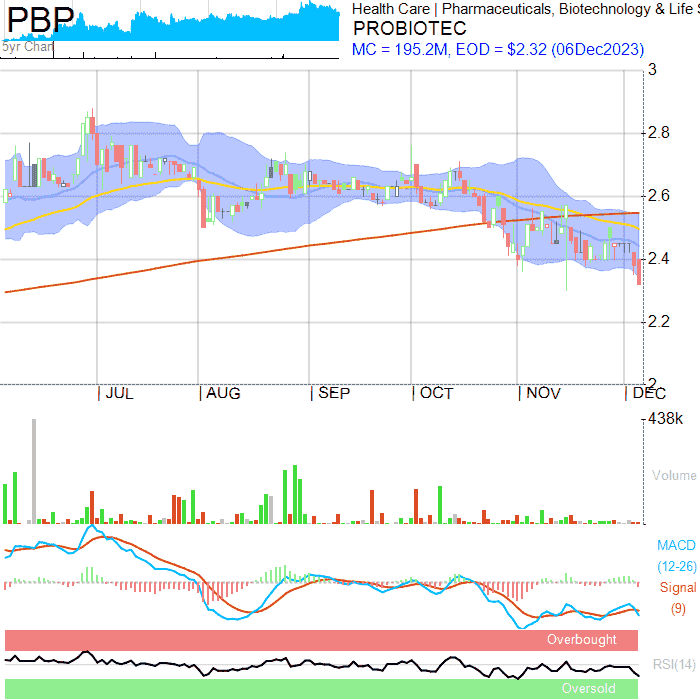 PBP
5yr Chart
Health Care | Pharmaceuticals, Biotechnology & Life S
PROBIOTEC
MC = 195.2M, EOD = $2.32 (06Dec2023)
3
2.8
2.6
2.4
2.2
2
JUL AUG SEP OCT NOV DEC
438k
Volume
MACD
(12-26)
Signal
(9)
Overbought
RSI(14)
Oversold